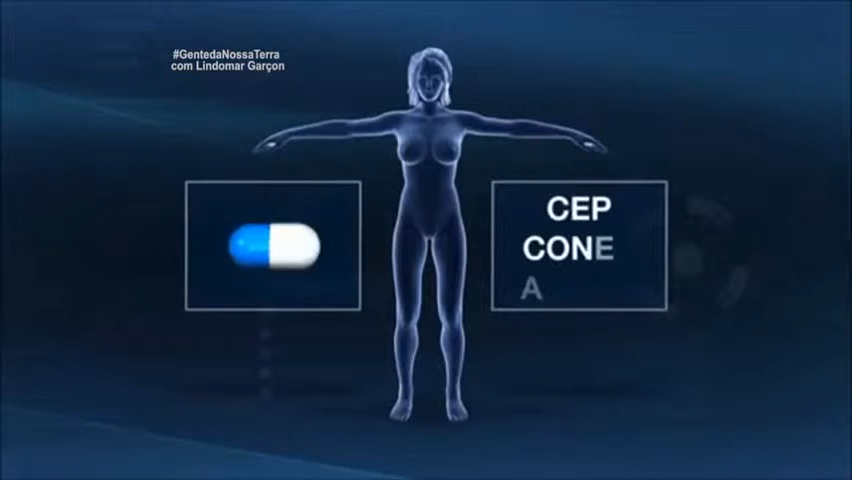 #GentedaNossaTerra
com Lindomar Garçon
CEP
CONE
A